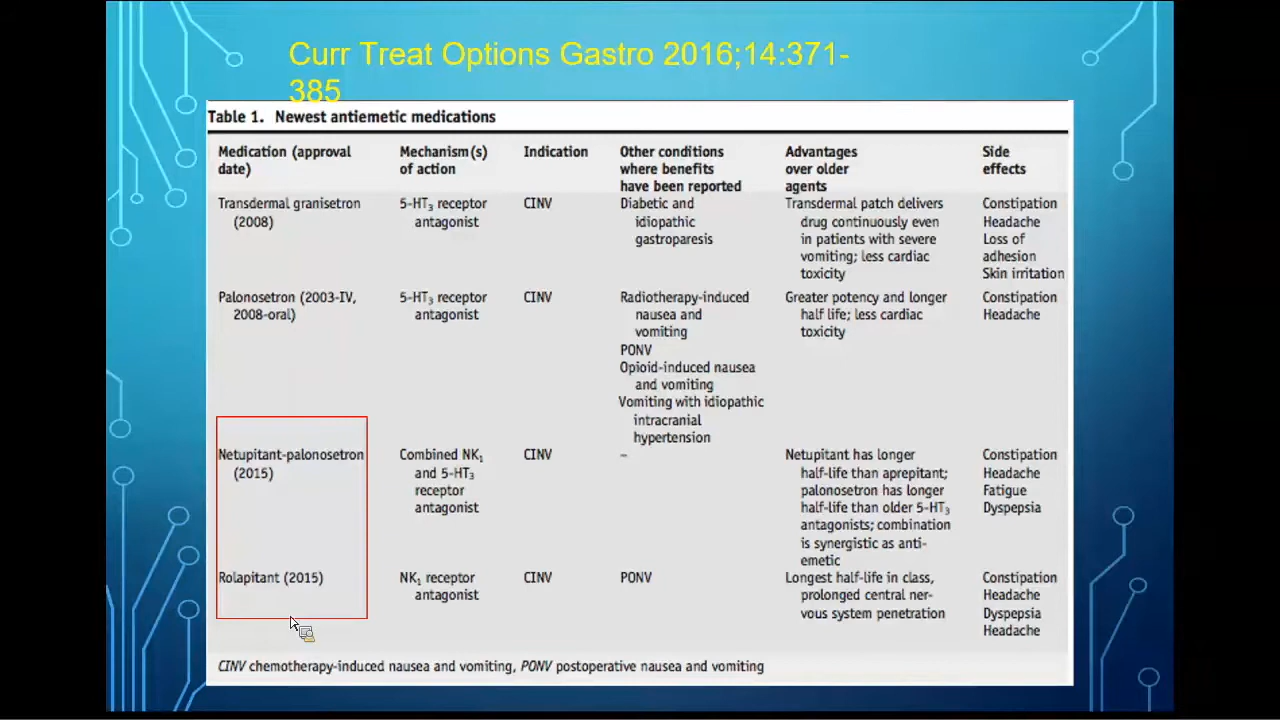 Curr Treat Options Gastro 2016;14:371-
385
Table 1. Newest antiemetic medications
Medication (approval
date)
Mechanism(s)
of action
Indication
Other conditions
where benefits
have been reported
Advantages
over older
agents
Side
effects
Transdermal granisetron
(2008)
5-HT₃ receptor
antagonist
CINV
Diabetic and
idiopathic
gastroparesis
Transdermal patch delivers
drug continuously even
in patients with severe
vomiting; less cardiac
toxicity
Constipation
Headache
Loss of
adhesion
Skin irritation
Palonosetron (2003-IV,
2008-oral)
5-HT₃ receptor
antagonist
CINV
Radiotherapy-induced
nausea and
vomiting
PONV
Opioid-induced nausea
and vomiting
Vomiting with idiopathic
intracranial
hypertension
Greater potency and longer
half life; less cardiac
toxicity
Constipation
Headache
Netupitant-palonosetron
(2015)
Combined NK₁
and 5-HT₃
receptor
antagonist
CINV
–
Netupitant has longer
half-life than aprepitant;
palonosetron has longer
half-life than older 5-HT₃
antagonists; combination
is synergistic as anti-
emetic
Constipation
Headache
Fatigue
Dyspepsia
Rolapitant (2015)
NK₁ receptor
antagonist
CINV
PONV
Longest half-life in class,
prolonged central ner-
vous system penetration
Constipation
Headache
Dyspepsia
Headache
CINV chemotherapy-induced nausea and vomiting, PONV postoperative nausea and vomiting